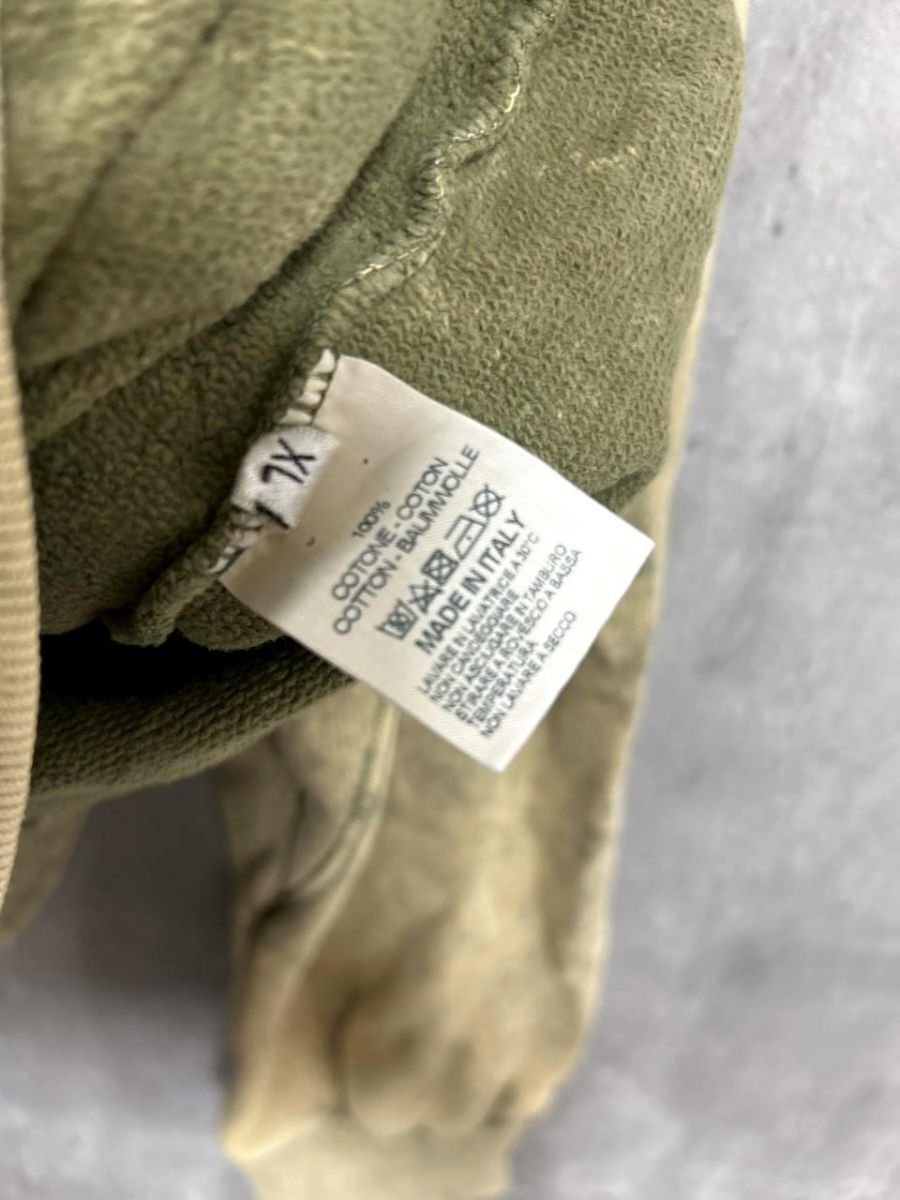 100%
COTONE - COTON
COTTON - BAUMWOLLE
30
MADE IN ITALY
LAVARE IN LAVATRICE A 30°C
NON CANDEGGIARE
NON ASCIUGARE IN TAMBURO
STIRARE A ROVESCIO A BASSA
TEMPERATURA
NON LAVARE A SECCO